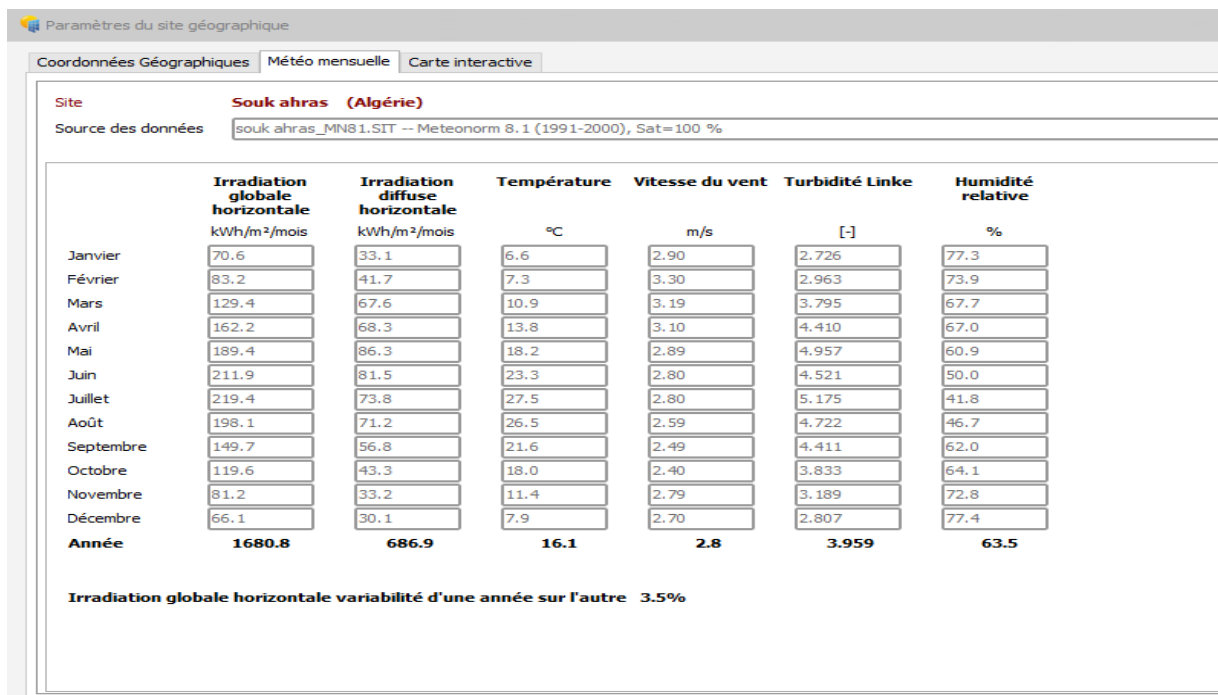 Paramètres du site géographique
Coordonnées Géographiques Météo mensuelle Carte interactive
Site Souk ahras (Algérie)
Source des données souk ahras_MN81.SIT -- Meteonorm 8.1 (1991-2000), Sat=100 %
Irradiation Irradiation Température Vitesse du vent Turbidité Linke Humidité
globale diffuse relative
horizontale horizontale
kWh/m²/mois kWh/m²/mois °C m/s [-] %
Janvier 70.6 33.1 6.6 2.90 2.726 77.3
Février 83.2 41.7 7.3 3.30 2.963 73.9
Mars 129.4 67.6 10.9 3.19 3.795 67.7
Avril 162.2 68.3 13.8 3.10 4.410 67.0
Mai 189.4 86.3 18.2 2.89 4.957 60.9
Juin 211.9 81.5 23.3 2.80 4.521 50.0
Juillet 219.4 73.8 27.5 2.80 5.175 41.8
Août 198.1 71.2 26.5 2.59 4.722 46.7
Septembre 149.7 56.8 21.6 2.49 4.411 62.0
Octobre 119.6 43.3 18.0 2.40 3.833 64.1
Novembre 81.2 33.2 11.4 2.79 3.189 72.8
Décembre 66.1 30.1 7.9 2.70 2.807 77.4
Année 1680.8 686.9 16.1 2.8 3.959 63.5
Irradiation globale horizontale variabilité d'une année sur l'autre 3.5%